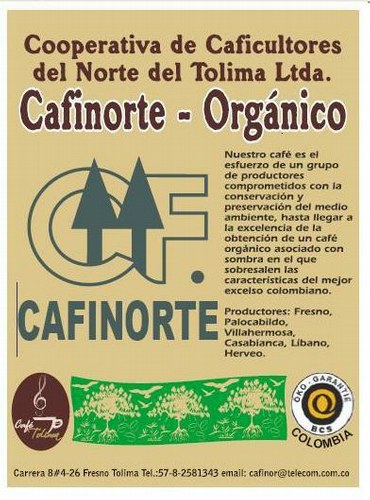 Cooperativa de Caficultores
del Norte del Tolima Ltda.
Cafinorte - Orgánico
Nuestro café es el
esfuerzo de un grupo
de productores
comprometidos con la
conservación y
preservación del medio
ambiente, hasta llegar a
la excelencia de la
obtención de un café
orgánico asociado con
sombra en el que
sobresalen las
características del mejor
excelso colombiano.
Productores: Fresno,
Palocabildo,
Villahermosa,
Casabianca, Líbano,
Herveo.
CF.
CAFINORTE
Café
Tolima
ÖKO - GARANTIE
BCS
COLOMBIA
Carrera 8#4-26 Fresno Tolima Tel.:57-8-2581343 email: cafinor@telecom.com.co